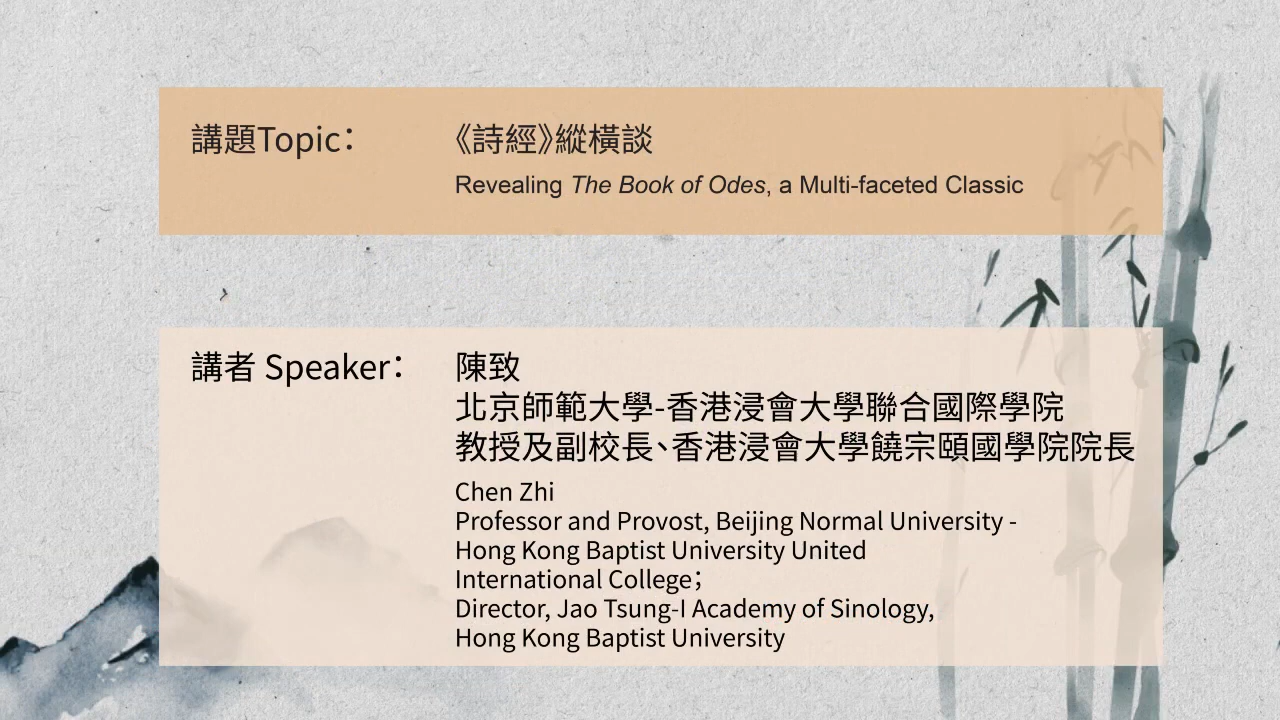 講題Topic： 《詩經》縱橫談
Revealing The Book of Odes, a Multi-faceted Classic
講者 Speaker： 陳致
北京師範大學-香港浸會大學聯合國際學院
教授及副校長、香港浸會大學饒宗頤國學院院長
Chen Zhi
Professor and Provost, Beijing Normal University -
Hong Kong Baptist University United
International College；
Director, Jao Tsung-I Academy of Sinology,
Hong Kong Baptist University